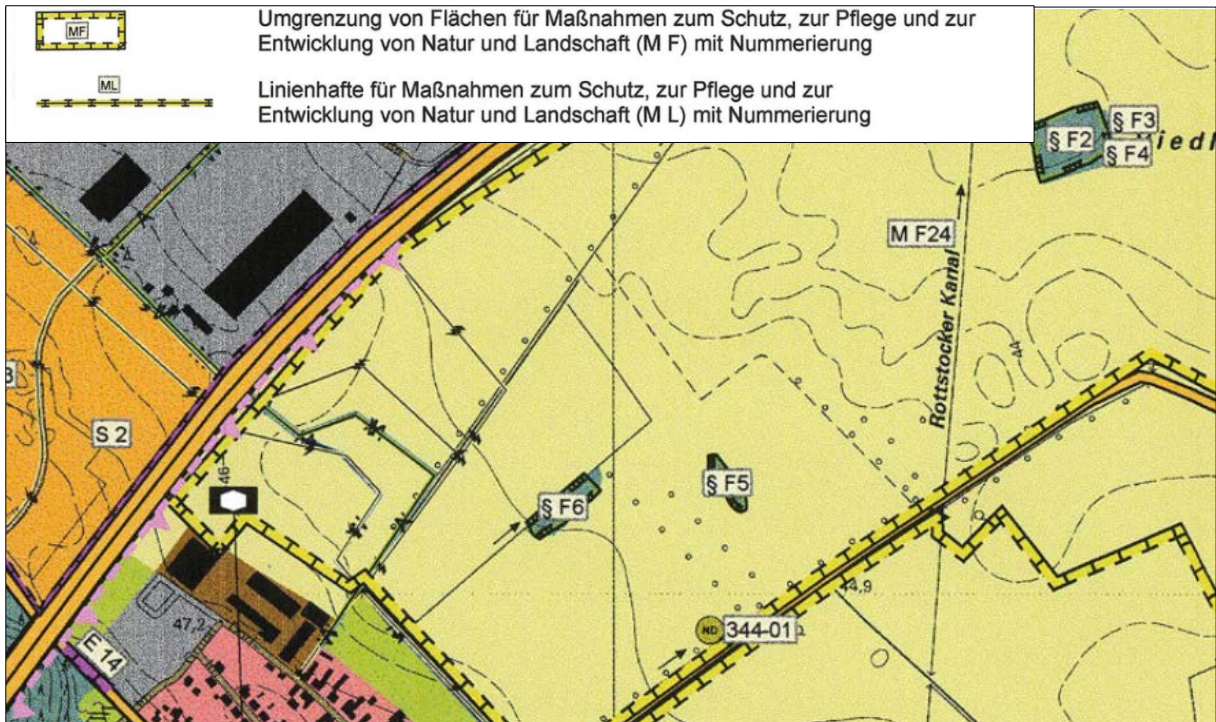 MF
Umgrenzung von Flächen für Maßnahmen zum Schutz, zur Pflege und zur
Entwicklung von Natur und Landschaft (M F) mit Nummerierung
ML
Linienhafte für Maßnahmen zum Schutz, zur Pflege und zur
Entwicklung von Natur und Landschaft (M L) mit Nummerierung
§ F3
§ F2
§ F4
iedl
M F24
Rottstocker Kanal
44
S 2
46
§ F5
§ F6
44,9
47,2
ND
344-01
E 14